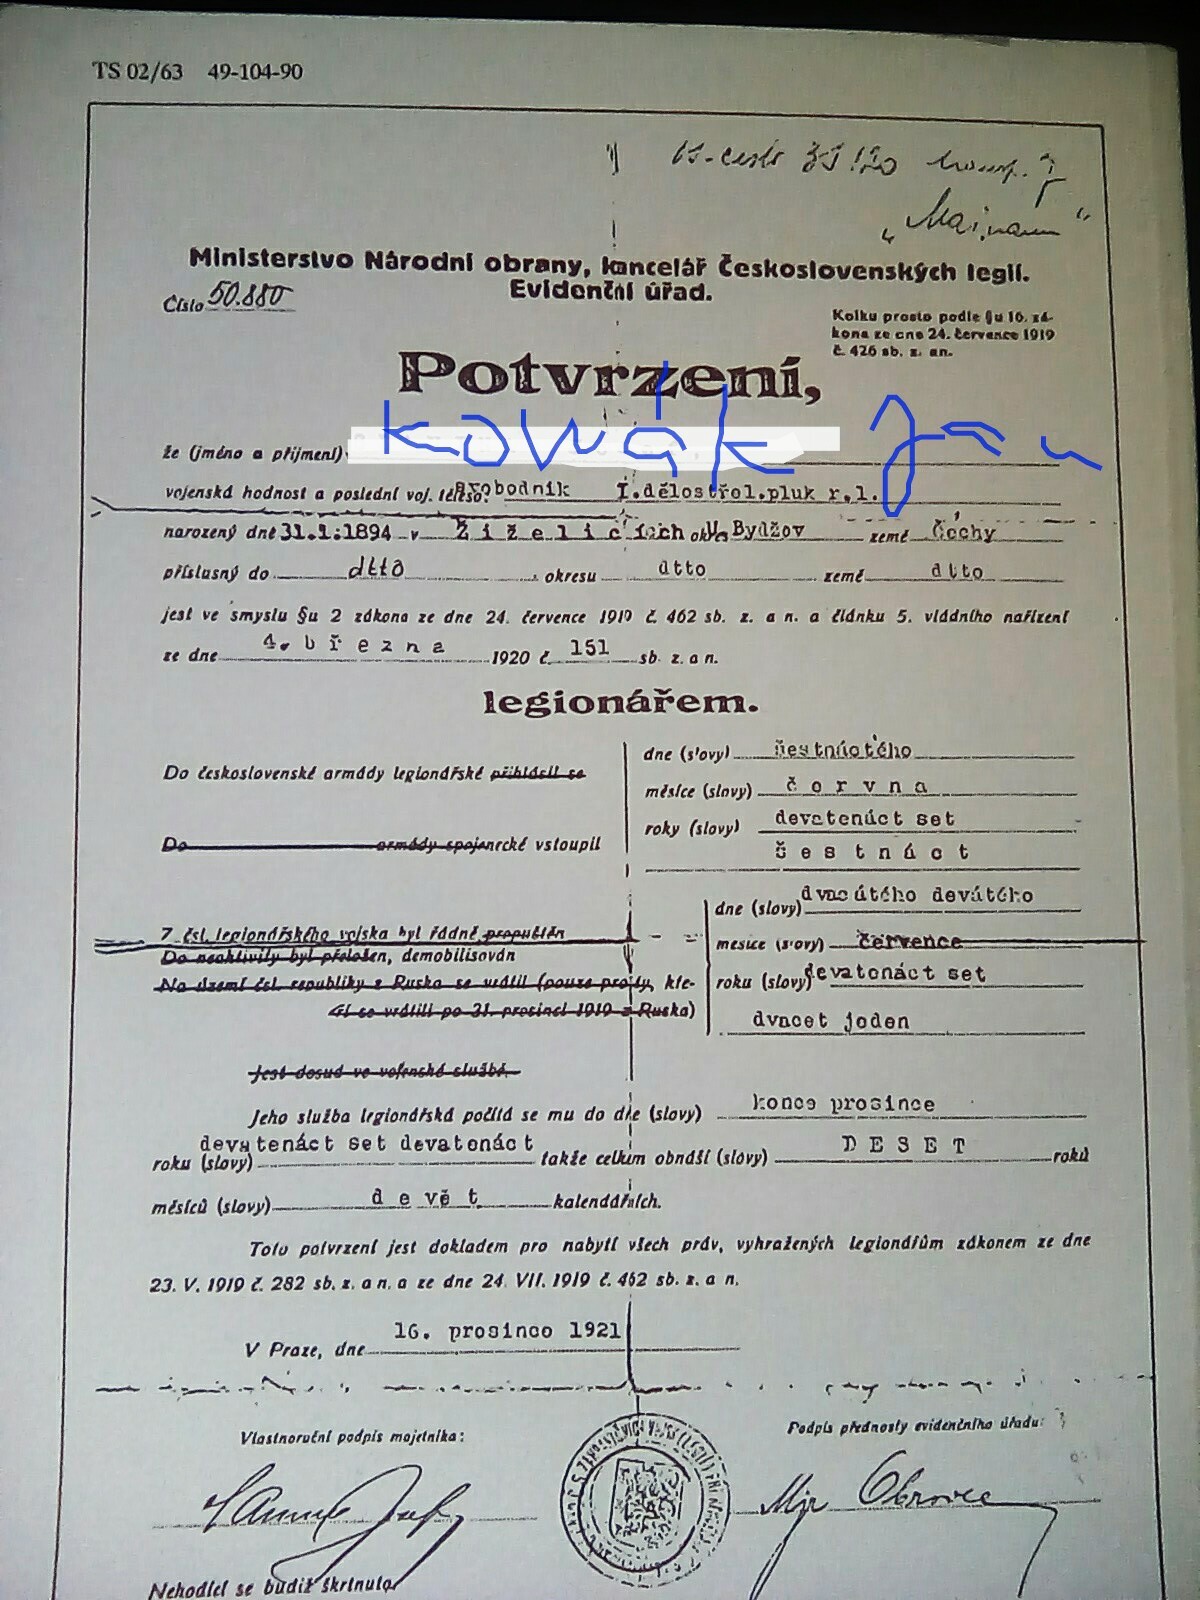 TS 02/63 49-104-90
Ministerstvo Národní obrany, kancelář Československých legií.
Evidenční úřad.
Číslo 50.880
Kolku prosto podle §u 16. zá-
kona ze dne 24. července 1919
č. 426 sb. z. an.
Potvrzení,
že (jméno a příjmení) kowak Jan
vojenská hodnost a poslední voj. těleso: svobodník I.dělostřel.pluk r.l.
narozený dne 31.1.1894 v Žiželicích okres N.Bydžov země Čechy
příslusný do dtto okresu dtto země dtto
jest ve smyslu §u 2 zákona ze dne 24. července 1919 č. 462 sb. z. a n. a článku 5. vládního nařízení
ze dne 4. března 1920 č. 151 sb. z. a n.
legionářem.
Do československé armády legionářské přihlásil se
dne (slovy) šestnáctého
měsíce (slovy) června
roky (slovy) devatenáct set
šestnáct
Do armády spojenecké vstoupil
Z čsl. legionářského vojska byl řádně propuštěn
Do neaktivity byl přeložen, demobilisován
Na území čsl. republiky z Ruska se vrátil (pouze pro ty, kte-
ří se vrátili po 31. prosinci 1919 z Ruska)
dne (slovy) dvacátého devátého
mesíce (slovy) července
roku (slovy) devatenáct set
dvacet jeden
Jest dosud ve vojenské službě.
Jeho služba legionářská počítá se mu do dne (slovy) konce prosince
roku (slovy) devatenáct set devatenáct takže celkem obnáší (slovy) DESET roků
měsíců (slovy) devět kalendářních.
Toto potvrzení jest dokladem pro nabytí všech práv, vyhražených legionářům zákonem ze dne
23. V. 1919 č. 282 sb. z. a n. a ze dne 24. VII. 1919 č. 462 sb. z. a n.
V Praze, dne 16. prosince 1921
Vlastnoruční podpis majetníka:
Podpis přednosty evidenčního úřadu:
Mjr Obrovec
Nehodící se budiž škrtnuto